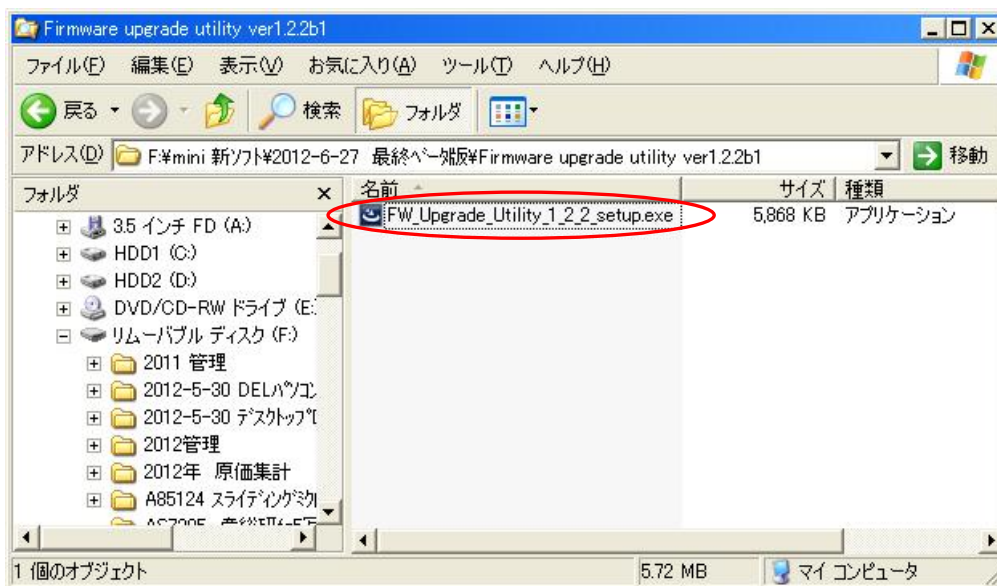 Firmware upgrade utility ver1.2.2b1
ファイル(F) 編集(E) 表示(V) お気に入り(A) ツール(T) ヘルプ(H)
戻る 検索 フォルダ
アドレス(D) F:¥mini 新ソフト¥2012-6-27 最終ベータ版¥Firmware upgrade utility ver1.2.2b1 移動
フォルダ x
名前 サイズ 種類
3.5 インチ FD (A:)
HDD1 (C:)
HDD2 (D:)
DVD/CD-RW ドライブ (E:
リムーバブル ディスク (F:)
2011 管理
2012-5-30 DELパソコン
2012-5-30 デスクトップ
2012管理
2012年 原価集計
A85124 スライディングミクロ
FW_Upgrade_Utility_1_2_2_setup.exe 5,868 KB アプリケーション
1 個のオブジェクト 5.72 MB マイ コンピュータ